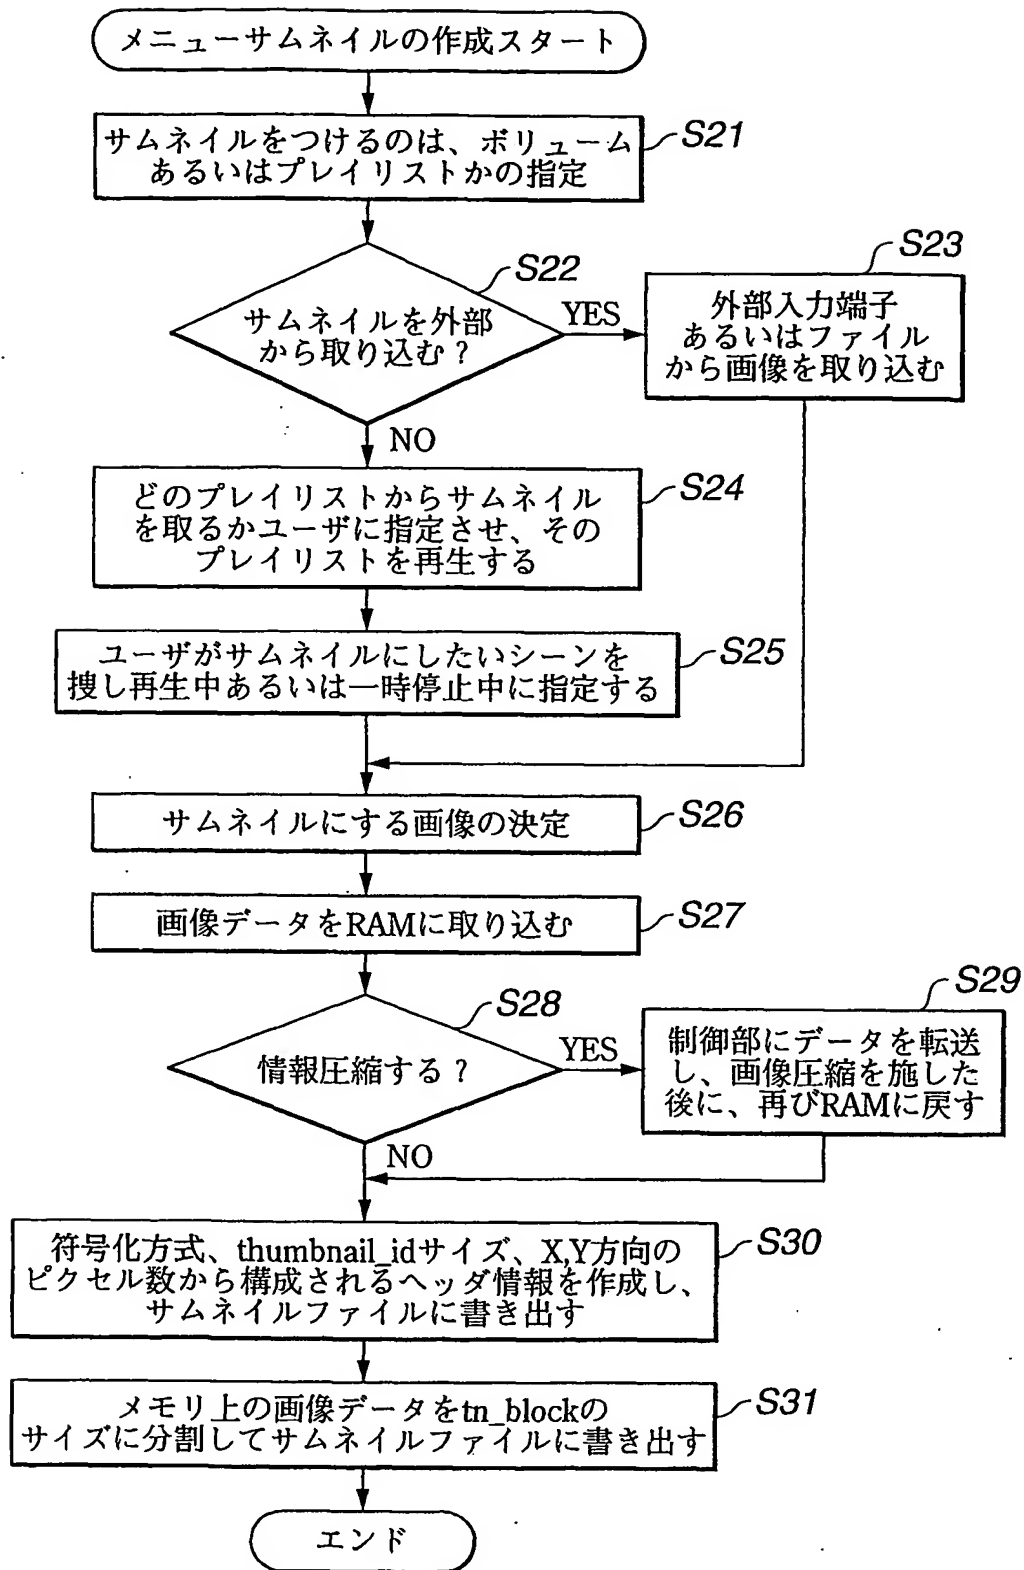 メニューサムネイルの作成スタート
サムネイルをつけるのは、ボリューム
あるいはプレイリストかの指定
S21
サムネイルを外部
から取り込む?
S22
YES
外部入力端子
あるいはファイル
から画像を取り込む
S23
NO
どのプレイリストからサムネイル
を取るかユーザに指定させ、その
プレイリストを再生する
S24
ユーザがサムネイルにしたいシーンを
捜し再生中あるいは一時停止中に指定する
S25
サムネイルにする画像の決定
S26
画像データをRAMに取り込む
S27
情報圧縮する?
S28
YES
制御部にデータを転送
し、画像圧縮を施した
後に、再びRAMに戻す
S29
NO
符号化方式、thumbnail_idサイズ、X,Y方向の
ピクセル数から構成されるヘッダ情報を作成し、
サムネイルファイルに書き出す
S30
メモリ上の画像データをtn_blockの
サイズに分割してサムネイルファイルに書き出す
S31
エンド